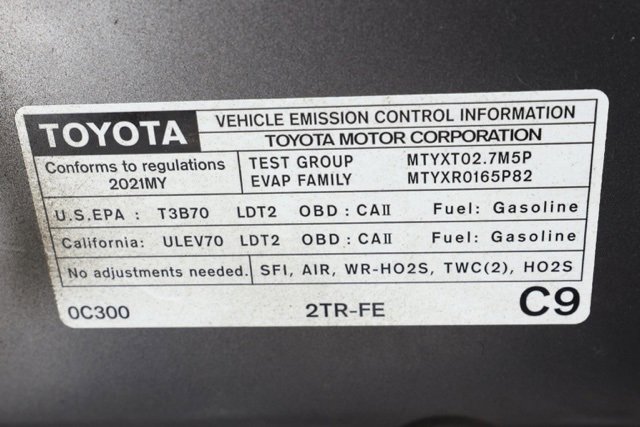 TOYOTA
VEHICLE EMISSION CONTROL INFORMATION
TOYOTA MOTOR CORPORATION
Conforms to regulations
2021MY
TEST GROUP MTYXT02.7M5P
EVAP FAMILY MTYXR0165P82
U.S.EPA : T3B70 LDT2 OBD : CAⅡ Fuel: Gasoline
California: ULEV70 LDT2 OBD : CAⅡ Fuel: Gasoline
No adjustments needed. SFI, AIR, WR-HO2S, TWC(2), HO2S
0C300 2TR-FE C9